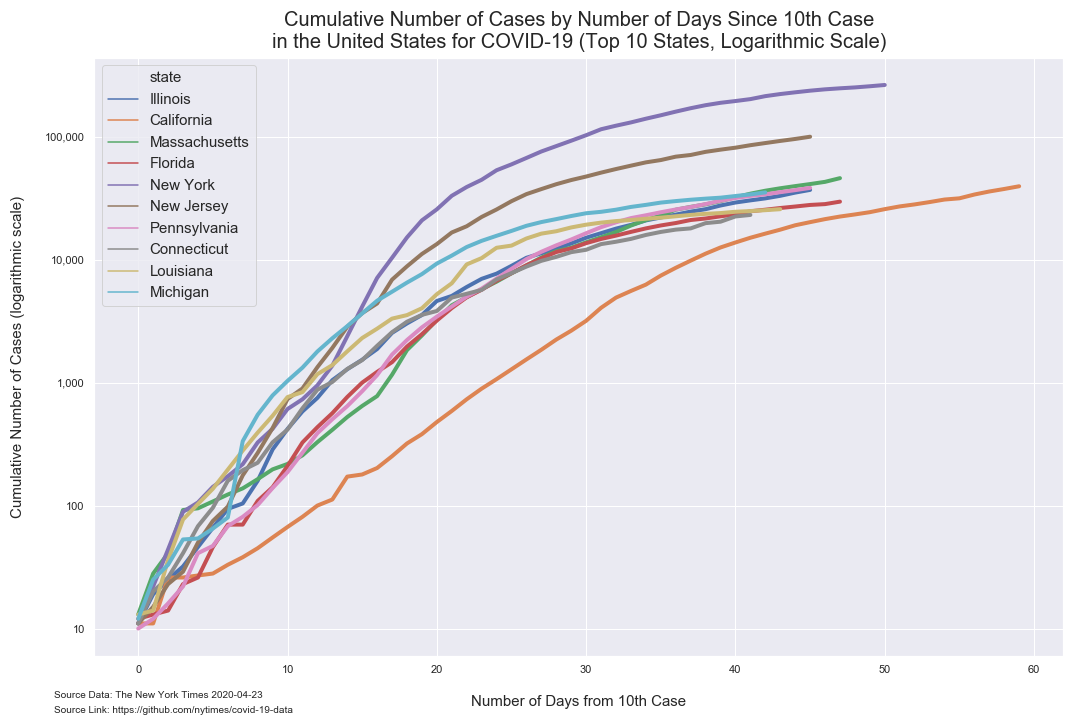 Cumulative Number of Cases by Number of Days Since 10th Case
in the United States for COVID-19 (Top 10 States, Logarithmic Scale)
state
Illinois
California
Massachusetts
Florida
New York
New Jersey
Pennsylvania
Connecticut
Louisiana
Michigan
Cumulative Number of Cases (logarithmic scale)
100,000
10,000
1,000
100
10
0 10 20 30 40 50 60
Number of Days from 10th Case
Source Data: The New York Times 2020-04-23
Source Link: https://github.com/nytimes/covid-19-data